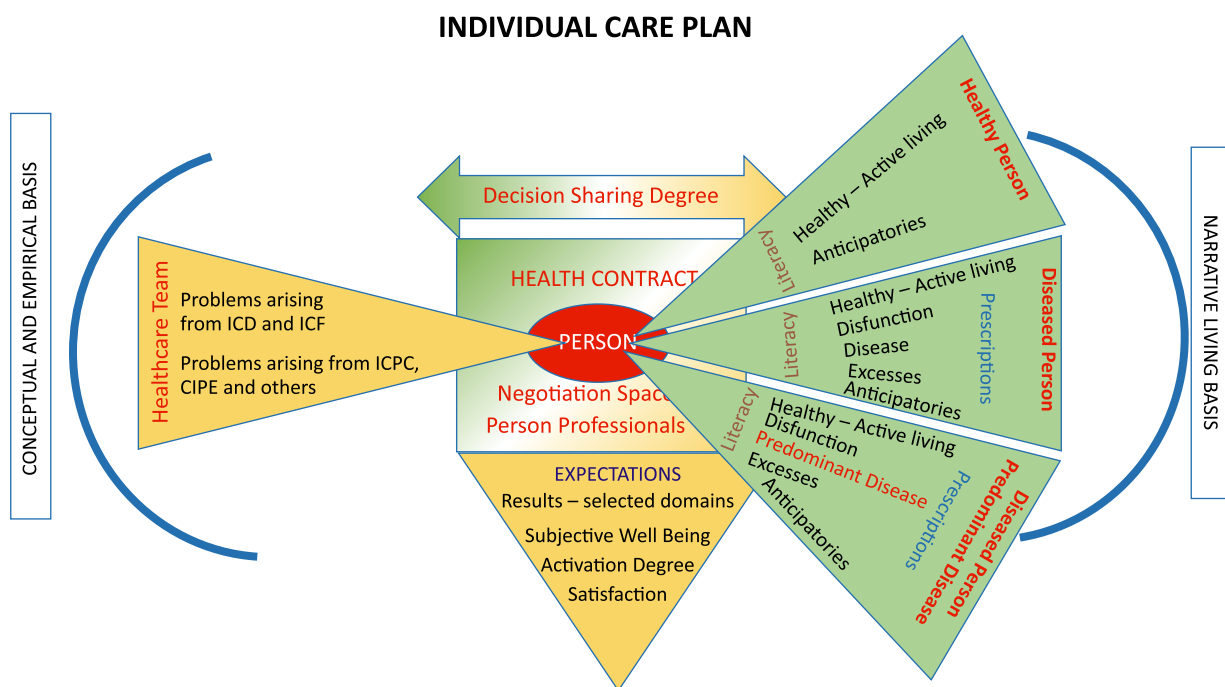 INDIVIDUAL CARE PLAN
CONCEPTUAL AND EMPIRICAL BASIS
Healthcare Team
Problems arising
from ICD and ICF
Problems arising from ICPC,
CIPE and others
Decision Sharing Degree
HEALTH CONTRACT
PERSON
Negotiation Space
Person Professionals
EXPECTATIONS
Results – selected domains
Subjective Well Being
Activation Degree
Satisfaction
Literacy
Healthy – Active living
Anticipatories
Healthy Person
Literacy
Healthy – Active living
Disfunction
Disease
Excesses
Anticipatories
Prescriptions
Diseased Person
Literacy
Healthy – Active living
Disfunction
Predominant Disease
Excesses
Anticipatories
Prescriptions
Diseased Person
Predominant Disease
NARRATIVE LIVING BASIS